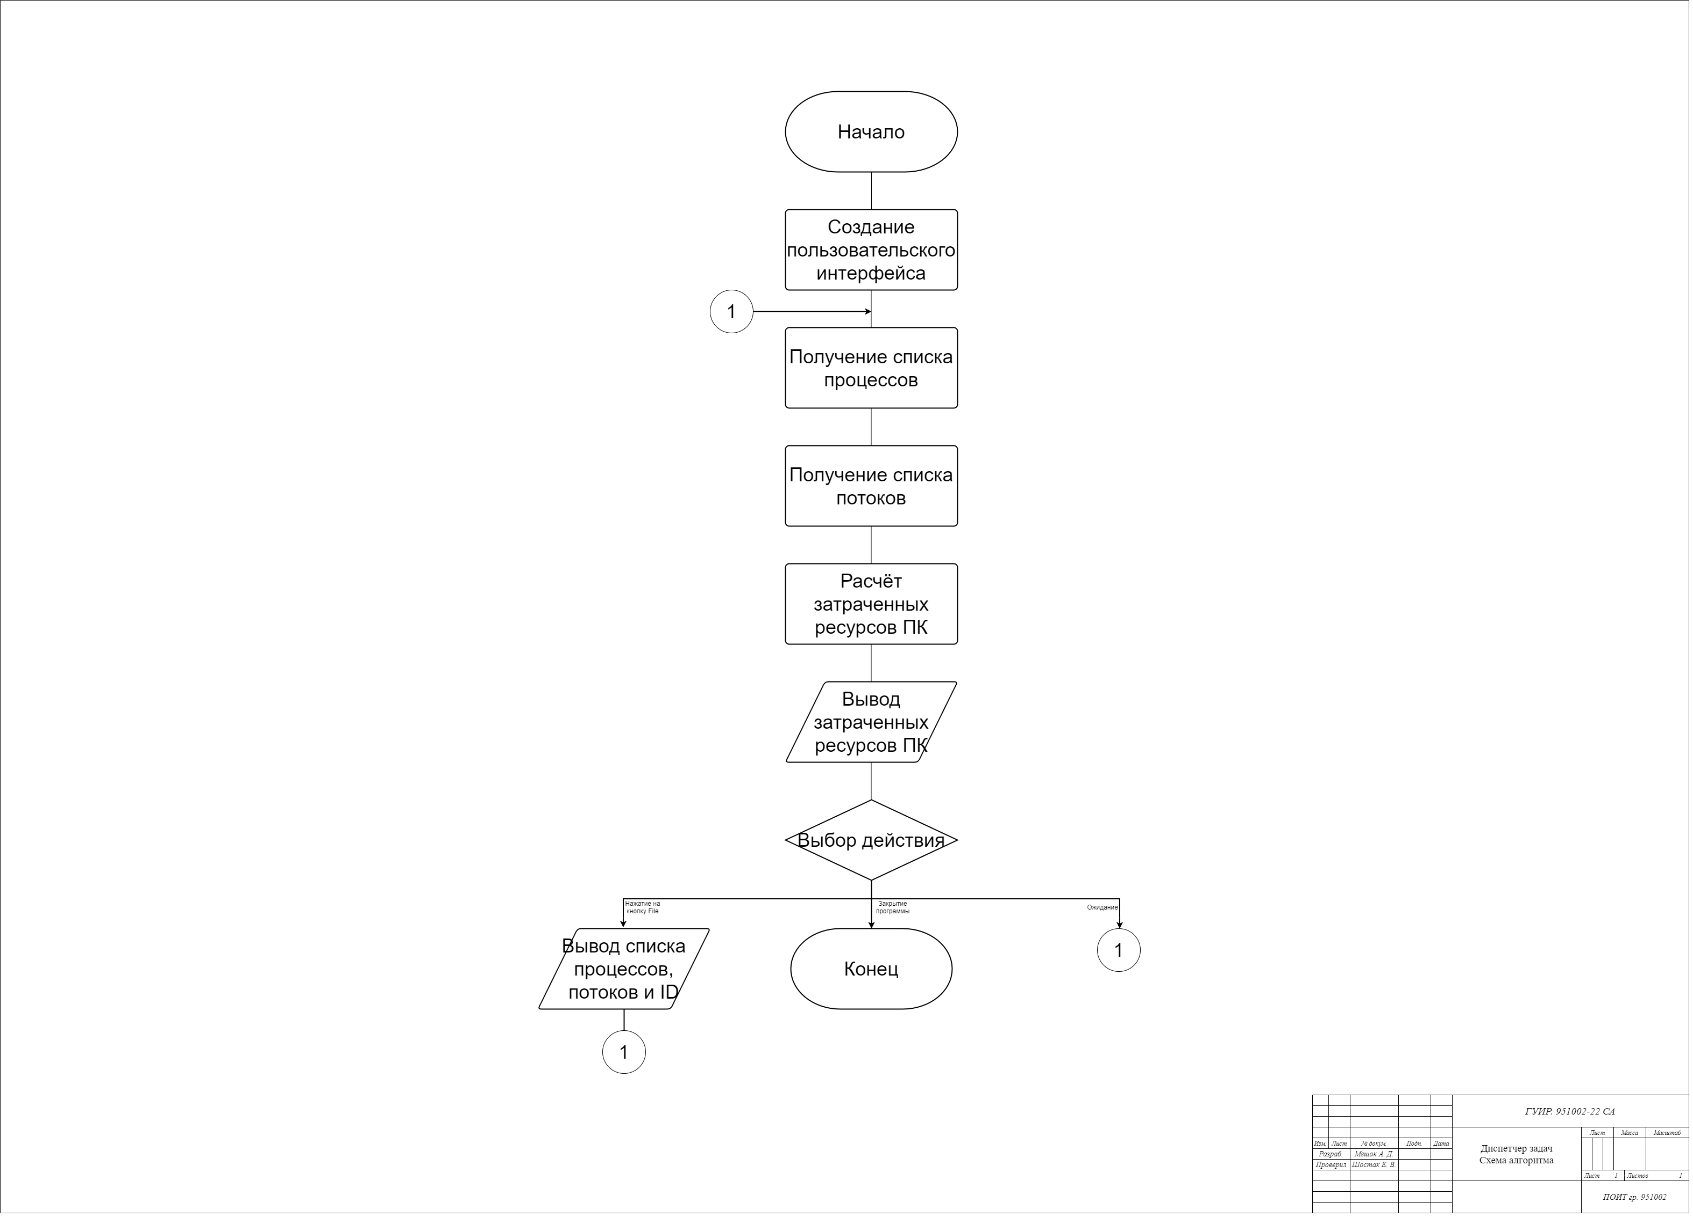 Начало
Создание
пользовательского
интерфейса
1
Получение списка
процессов
Получение списка
потоков
Расчёт
затраченных
ресурсов ПК
Вывод
затраченных
ресурсов ПК
Выбор действия
Нажатие на
кнопку File
Закрытие
программы
Ожидание
Вывод списка
процессов,
потоков и ID
Конец
1
1
ГУИР. 951002-22 СА
Изм. Лист № докум. Подп. Дата
Разраб Мешок А. Д.
Проверил Шостак Е. В.
Диспетчер задач
Схема алгоритма
Лист Масса Масштаб
Лист 1 Листов 1
ПОИТ гр. 951002